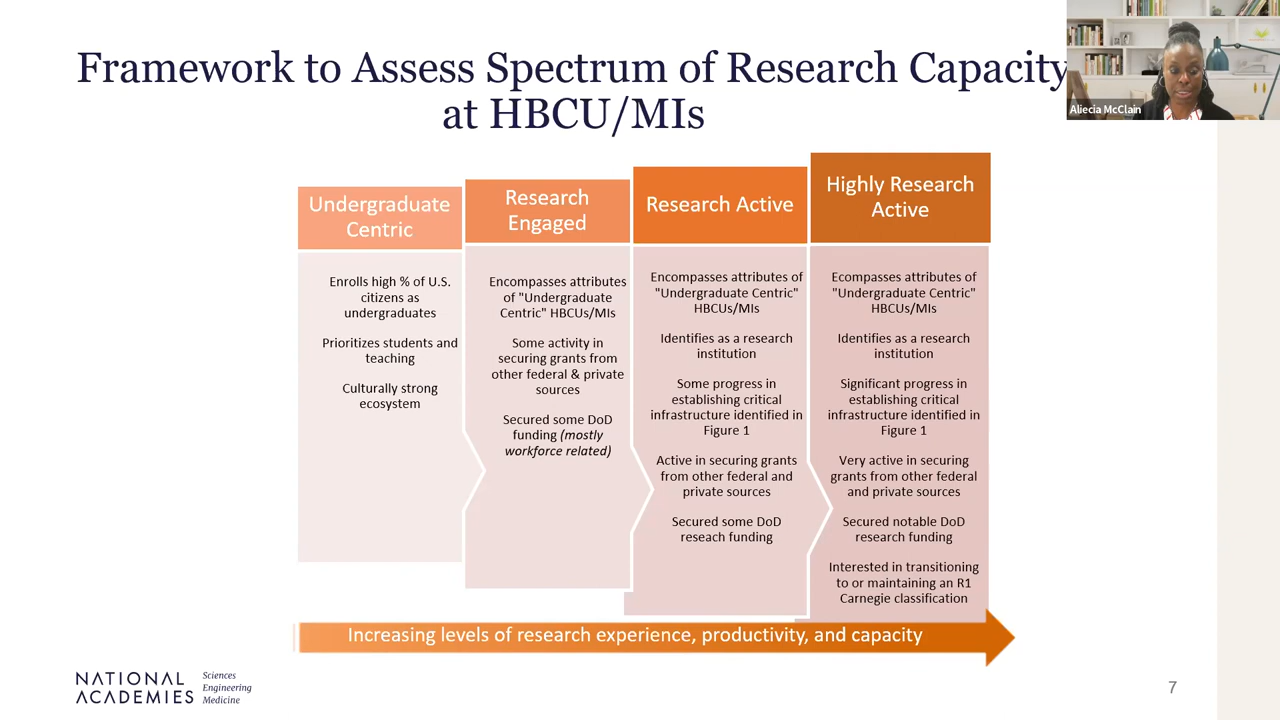 Framework to Assess Spectrum of Research Capacity
at HBCU/MIs
Aliecia McClain
Undergraduate
Centric
Enrolls high % of U.S.
citizens as
undergraduates
Prioritizes students and
teaching
Culturally strong
ecosystem
Research
Engaged
Encompasses attributes
of "Undergraduate
Centric" HBCUs/MIs
Some activity in
securing grants from
other federal & private
sources
Secured some DoD
funding (mostly
workforce related)
Research Active
Encompasses attributes of
"Undergraduate Centric"
HBCUs/MIs
Identifies as a research
institution
Some progress in
establishing critical
infrastructure identified in
Figure 1
Active in securing grants
from other federal and
private sources
Secured some DoD
reseach funding
Highly Research
Active
Ecompasses attributes of
"Undergraduate Centric"
HBCUs/MIs
Identifies as a research
institution
Significant progress in
establishing critical
infrastructure identified in
Figure 1
Very active in securing
grants from other federal
and private sources
Secured notable DoD
research funding
Interested in transitioning
to or maintaining an R1
Carnegie classification
Increasing levels of research experience, productivity, and capacity
NATIONAL
ACADEMIES
Sciences
Engineering
Medicine
7